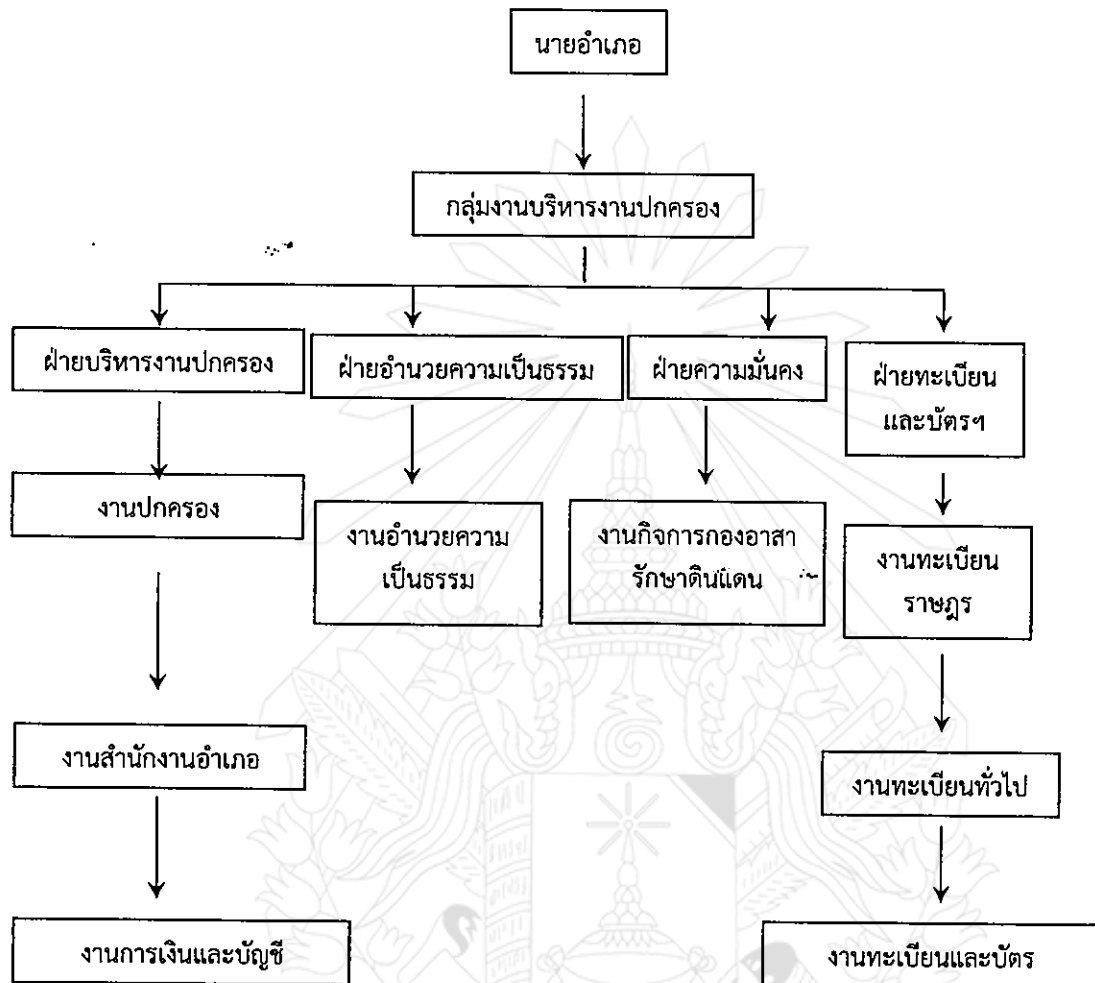 นายอำเภอ
กลุ่มงานบริหารงานปกครอง
ฝ่ายบริหารงานปกครอง
ฝ่ายอำนวยความเป็นธรรม
ฝ่ายความมั่นคง
ฝ่ายทะเบียน
และบัตรฯ
งานปกครอง
งานอำนวยความ
เป็นธรรม
งานกิจการกองอาสา
รักษาดินแดน
งานทะเบียน
ราษฎร
งานสำนักงานอำเภอ
งานทะเบียนทั่วไป
งานการเงินและบัญชี
งานทะเบียนและบัตร